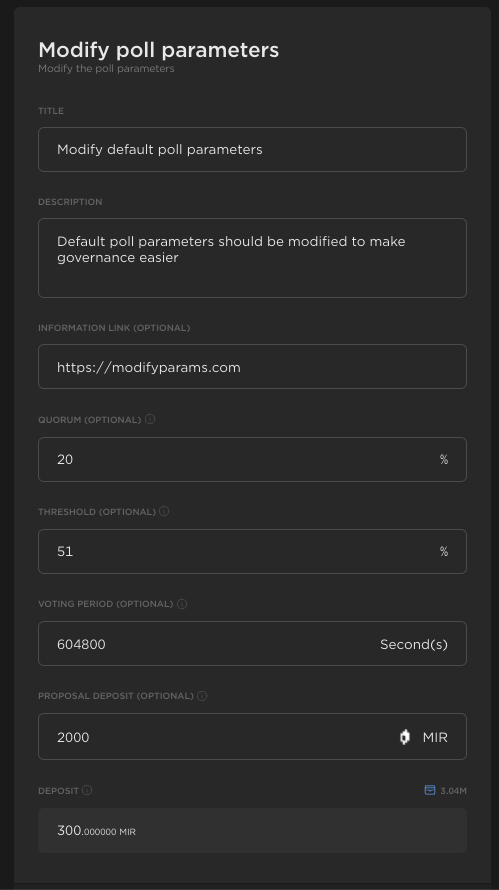 Modify poll parameters
Modify the poll parameters
TITLE
Modify default poll parameters
DESCRIPTION
Default poll parameters should be modified to make
governance easier
INFORMATION LINK (OPTIONAL)
https://modifyparams.com
QUORUM (OPTIONAL)
20 %
THRESHOLD (OPTIONAL)
51 %
VOTING PERIOD (OPTIONAL)
604800 Second(s)
PROPOSAL DEPOSIT (OPTIONAL)
2000 MIR
DEPOSIT 3.04M
300.000000 MIR